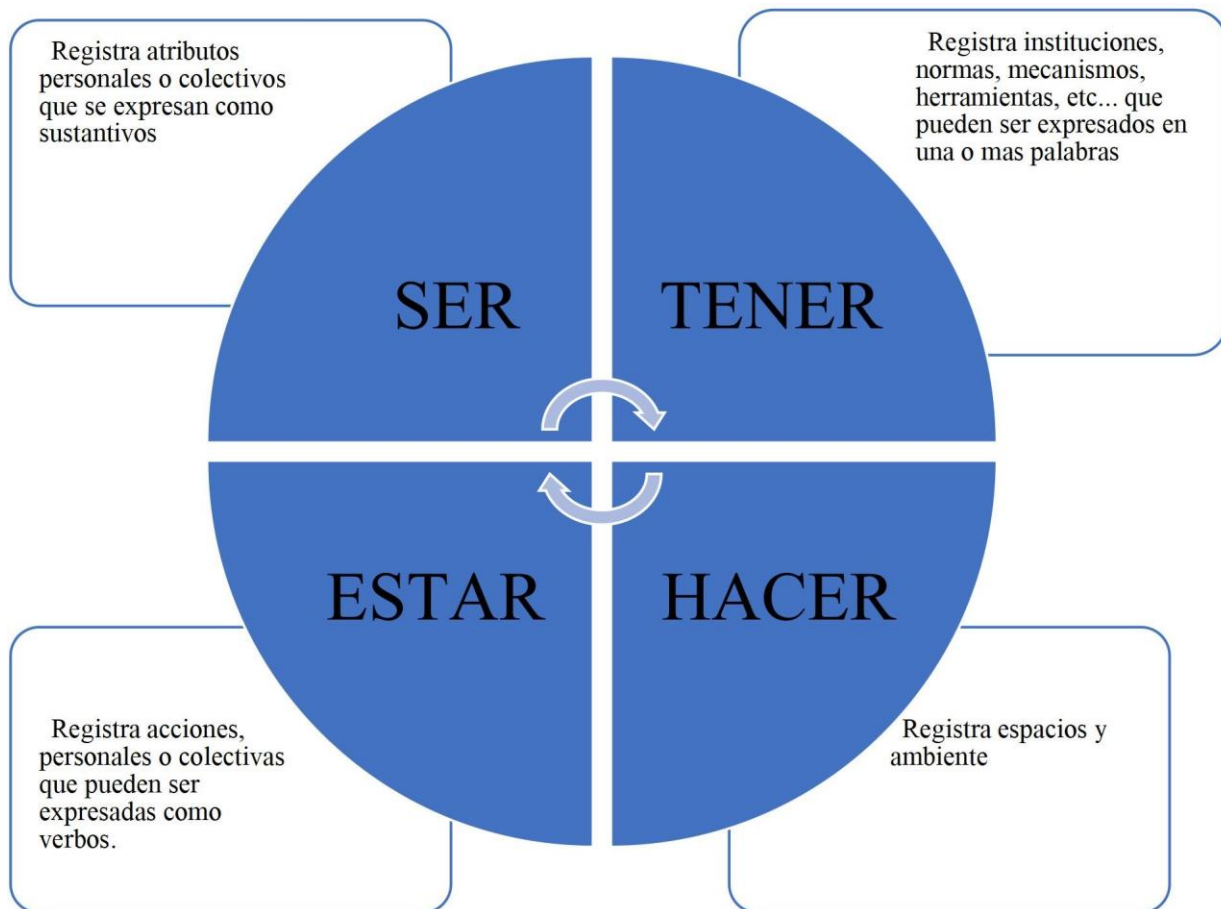 Registra atributos
personales o colectivos
que se expresan como
sustantivos
Registra instituciones,
normas, mecanismos,
herramientas, etc... que
pueden ser expresados en
una o mas palabras
SER
TENER
ESTAR
HACER
Registra acciones,
personales o colectivas
que pueden ser
expresadas como
verbos.
Registra espacios y
ambiente